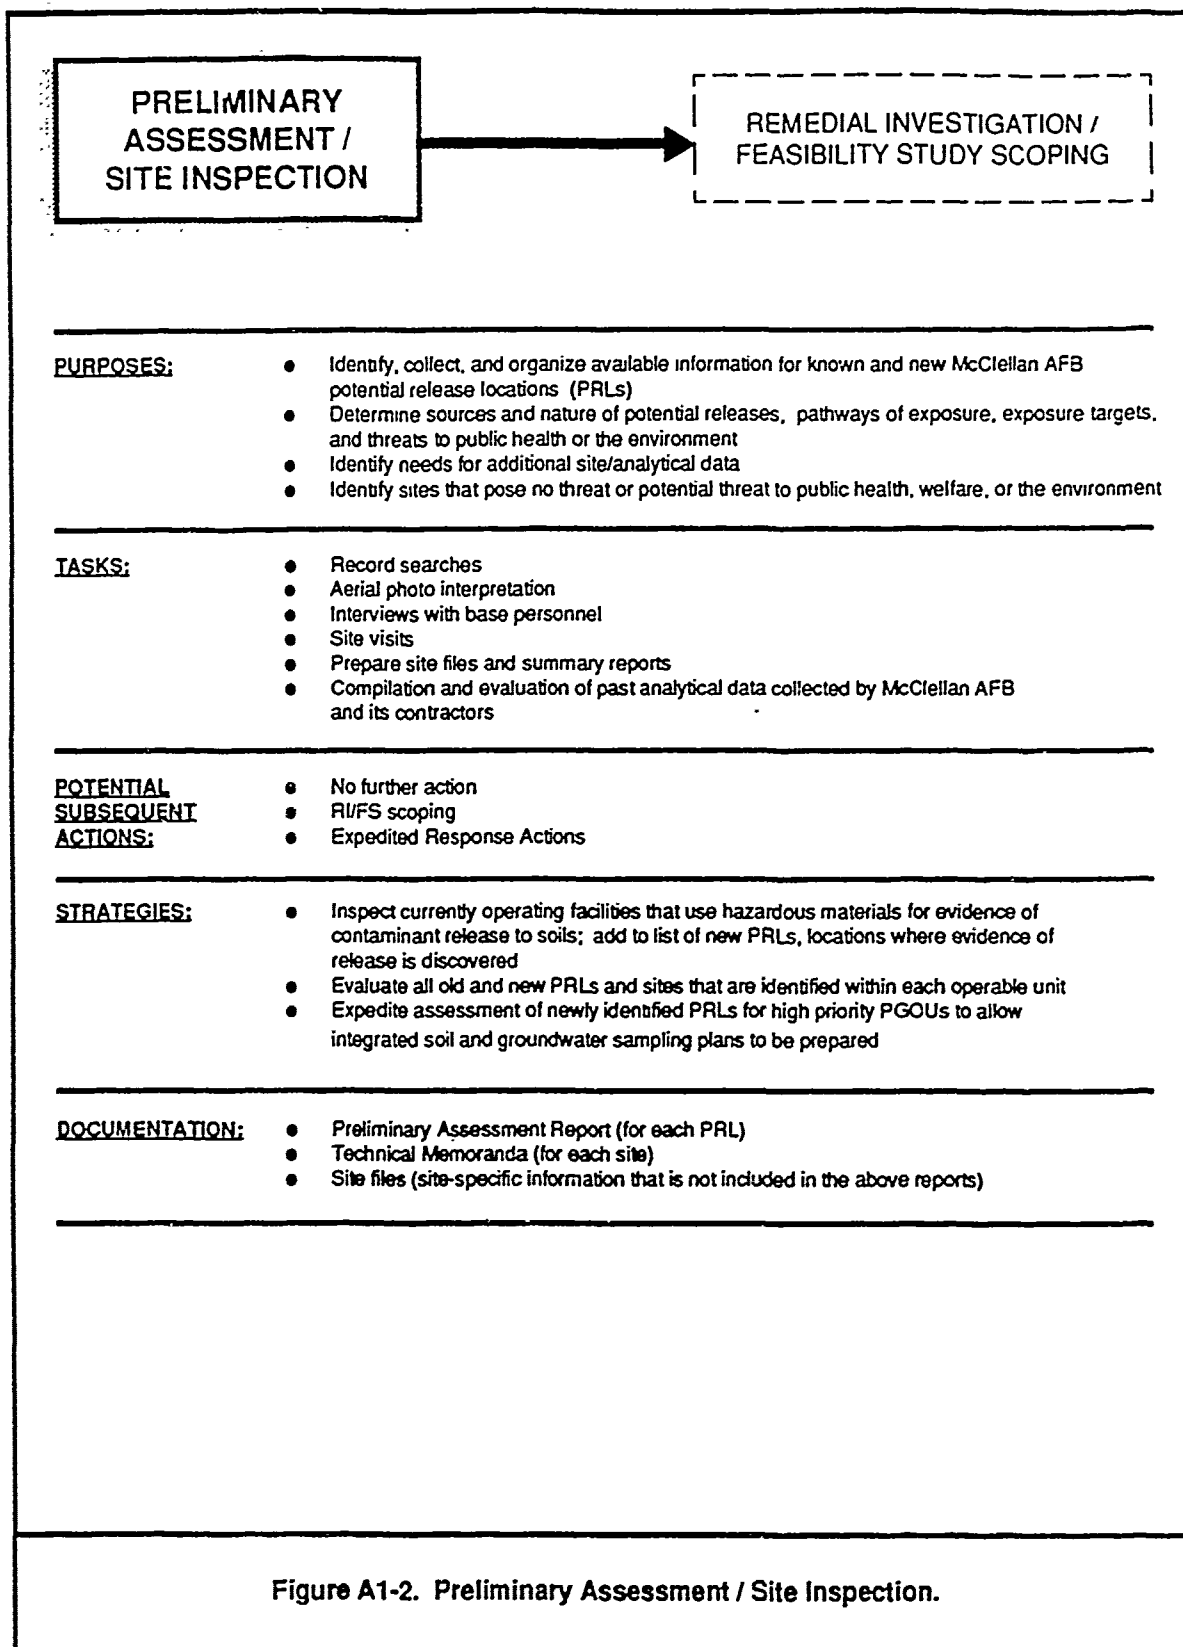 PRELIMINARY
ASSESSMENT /
SITE INSPECTION
REMEDIAL INVESTIGATION /
FEASIBILITY STUDY SCOPING
PURPOSES:
● Identify, collect, and organize available information for known and new McClellan AFB
potential release locations (PRLs)
● Determine sources and nature of potential releases, pathways of exposure, exposure targets,
and threats to public health or the environment
● Identify needs for additional site/analytical data
● Identify sites that pose no threat or potential threat to public health, welfare, or the environment
TASKS:
● Record searches
● Aerial photo interpretation
● Interviews with base personnel
● Site visits
● Prepare site files and summary reports
● Compilation and evaluation of past analytical data collected by McClellan AFB
and its contractors
POTENTIAL
SUBSEQUENT
ACTIONS:
● No further action
● RI/FS scoping
● Expedited Response Actions
STRATEGIES:
● Inspect currently operating facilities that use hazardous materials for evidence of
contaminant release to soils; add to list of new PRLs, locations where evidence of
release is discovered
● Evaluate all old and new PRLs and sites that are identified within each operable unit
● Expedite assessment of newly identified PRLs for high priority PGOUs to allow
integrated soil and groundwater sampling plans to be prepared
DOCUMENTATION:
● Preliminary Assessment Report (for each PRL)
● Technical Memoranda (for each site)
● Site files (site-specific information that is not included in the above reports)
Figure A1-2. Preliminary Assessment / Site Inspection.